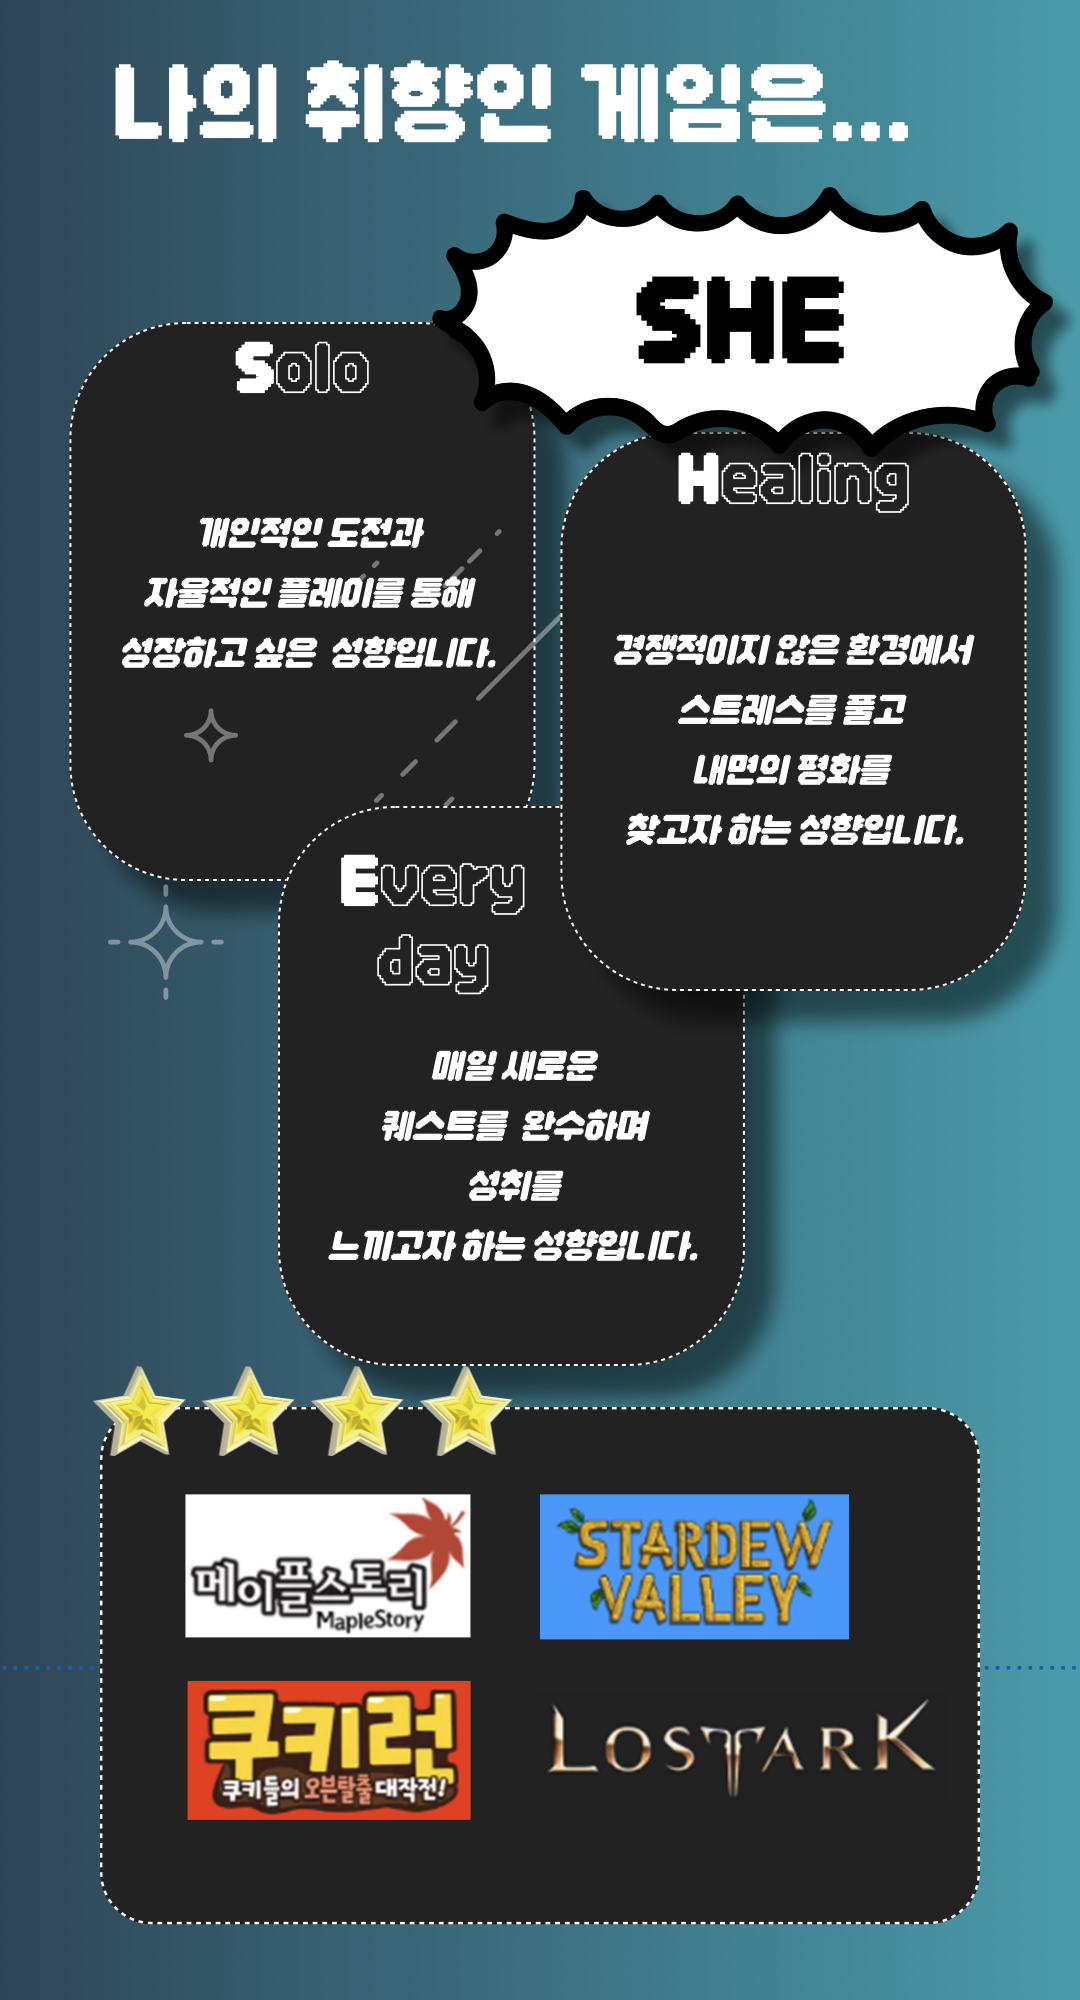 나의 취향인 게임은...
SHE
Solo
개인적인 도전과
자율적인 플레이를 통해
성장하고 싶은 성향입니다.
Healing
경쟁적이지 않은 환경에서
스트레스를 풀고
내면의 평화를
찾고자 하는 성향입니다.
Every
day
매일 새로운
퀘스트를 완수하며
성취를
느끼고자 하는 성향입니다.
메이플스토리
MapleStory
STARDEW
VALLEY
쿠키런
쿠키들의 오븐탈출 대작전!
LOSTARK